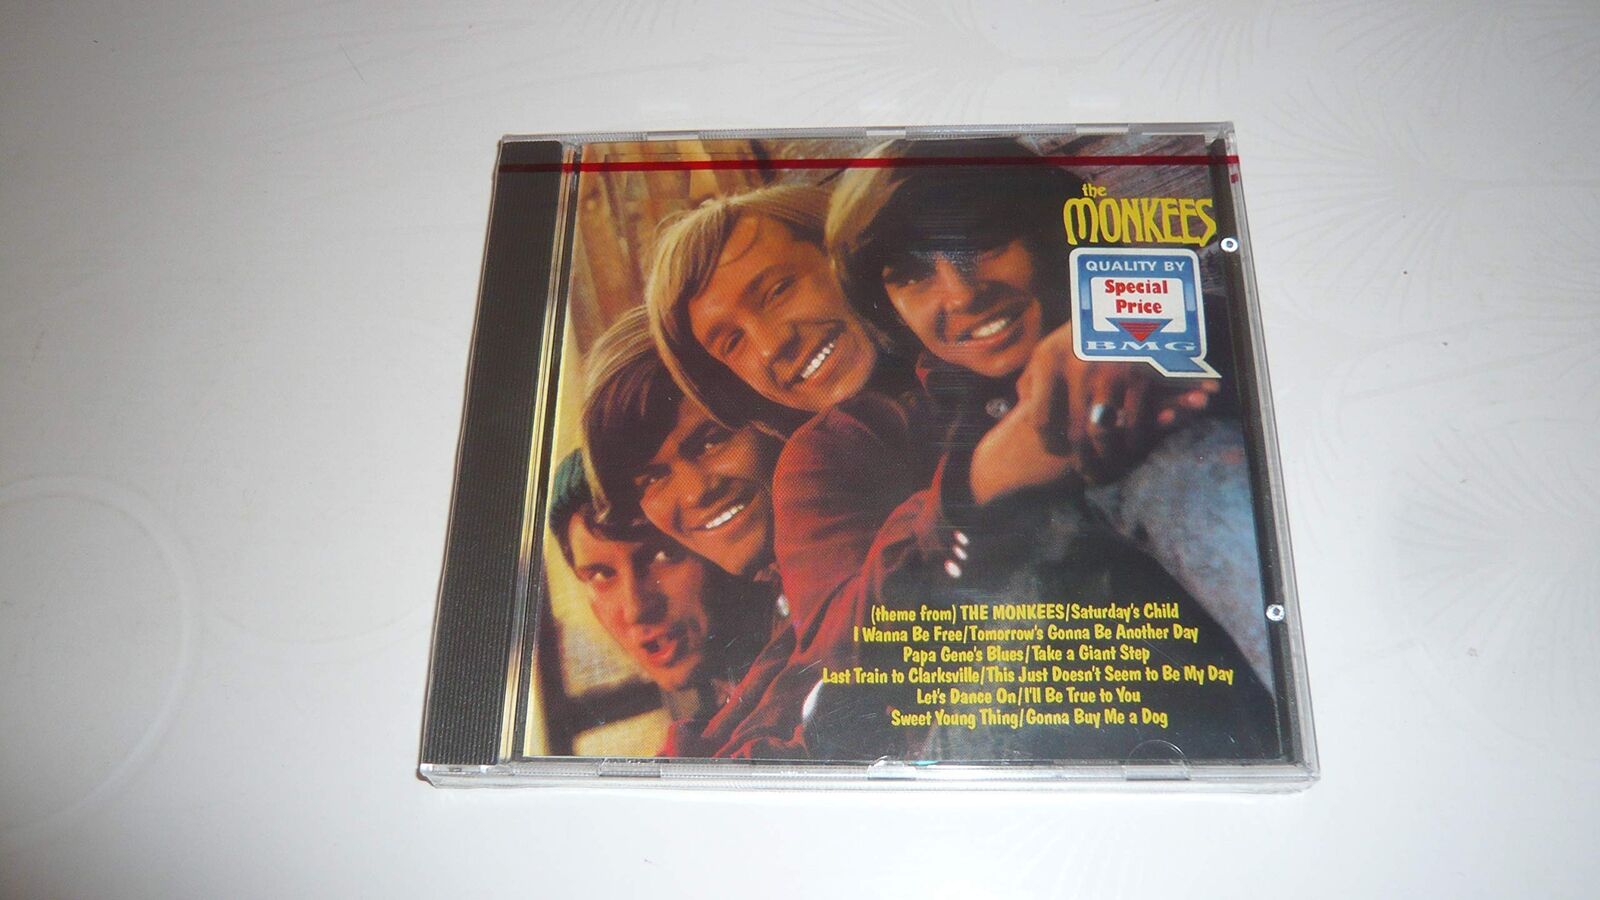 the
MONKEES
QUALITY BY
Special
Price
BMG
(theme from) THE MONKEES/Saturday's Child
I Wanna Be Free/Tomorrow's Gonna Be Another Day
Papa Gene's Blues/Take a Giant Step
Last Train to Clarksville/This Just Doesn't Seem to Be My Day
Let's Dance On/I'll Be True to You
Sweet Young Thing/Gonna Buy Me a Dog